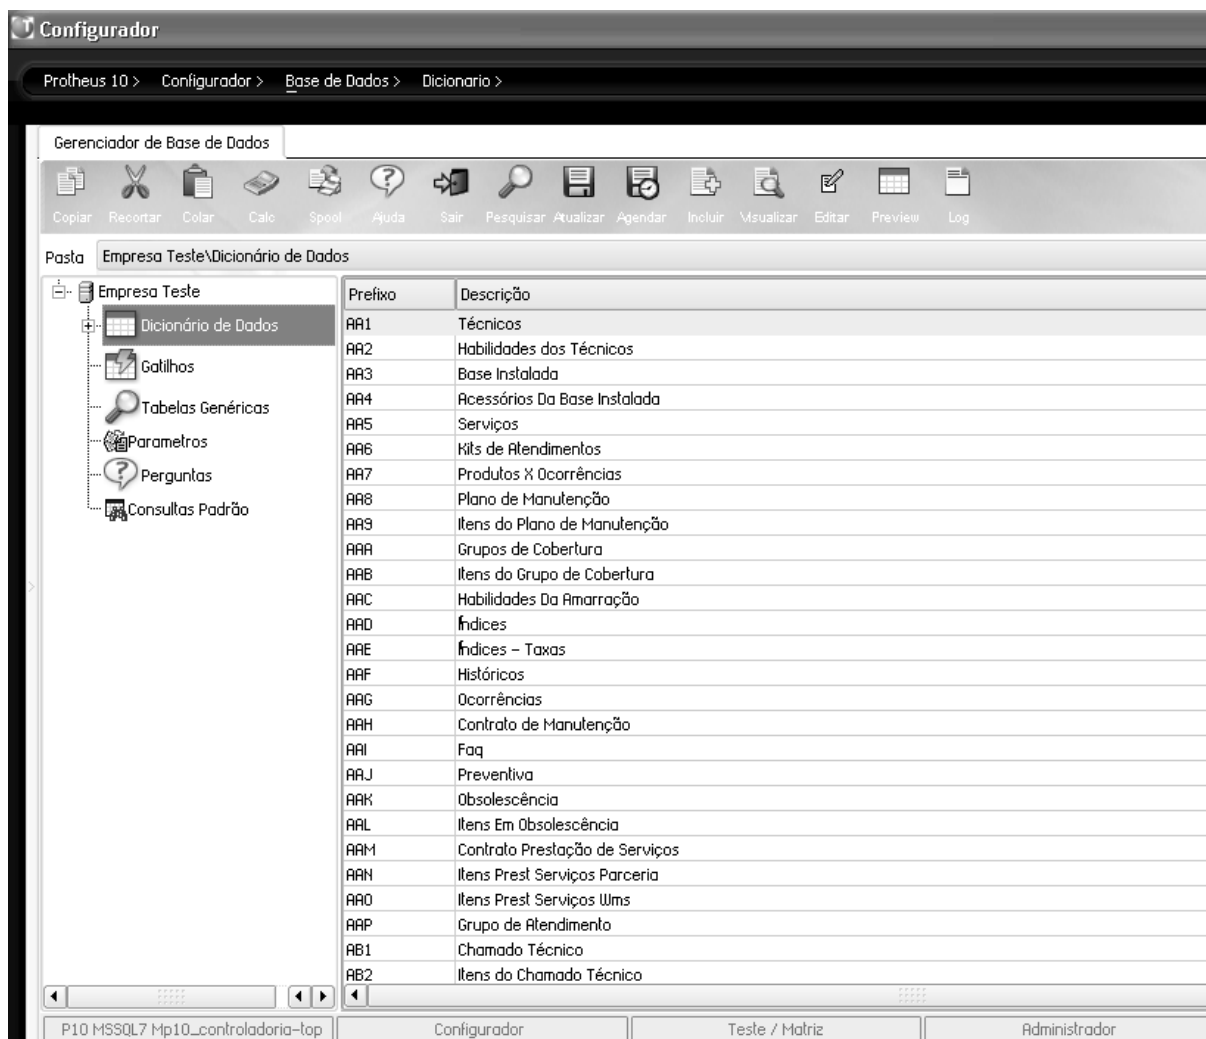 Configurador
Protheus 10 > Configurador > Base de Dados > Dicionario >
Gerenciador de Base de Dados
Copiar Recortar Colar Calc Spool Ajuda Sair Pesquisar Atualizar Agendar Incluir Visualizar Editar Preview Log
Pasta Empresa Teste\Dicionário de Dados
Empresa Teste
Dicionário de Dados
Gatilhos
Tabelas Genéricas
Parametros
Perguntas
Consultas Padrão
Prefixo Descrição
AA1 Técnicos
AA2 Habilidades dos Técnicos
AA3 Base Instalada
AA4 Acessórios Da Base Instalada
AA5 Serviços
AA6 Kits de Atendimentos
AA7 Produtos X Ocorrências
AA8 Plano de Manutenção
AA9 Itens do Plano de Manutenção
AAA Grupos de Cobertura
AAB Itens do Grupo de Cobertura
AAC Habilidades Da Amarração
AAD Índices
AAE Índices - Taxas
AAF Históricos
AAG Ocorrências
AAH Contrato de Manutenção
AAI Faq
AAJ Preventiva
AAK Obsolescência
AAL Itens Em Obsolescência
AAM Contrato Prestação de Serviços
AAN Itens Prest Serviços Parceria
AAO Itens Prest Serviços Wms
AAP Grupo de Atendimento
AB1 Chamado Técnico
AB2 Itens do Chamado Técnico
P10 MSSQL7 Mp10_controladoria-top Configurador Teste / Matriz Administrador